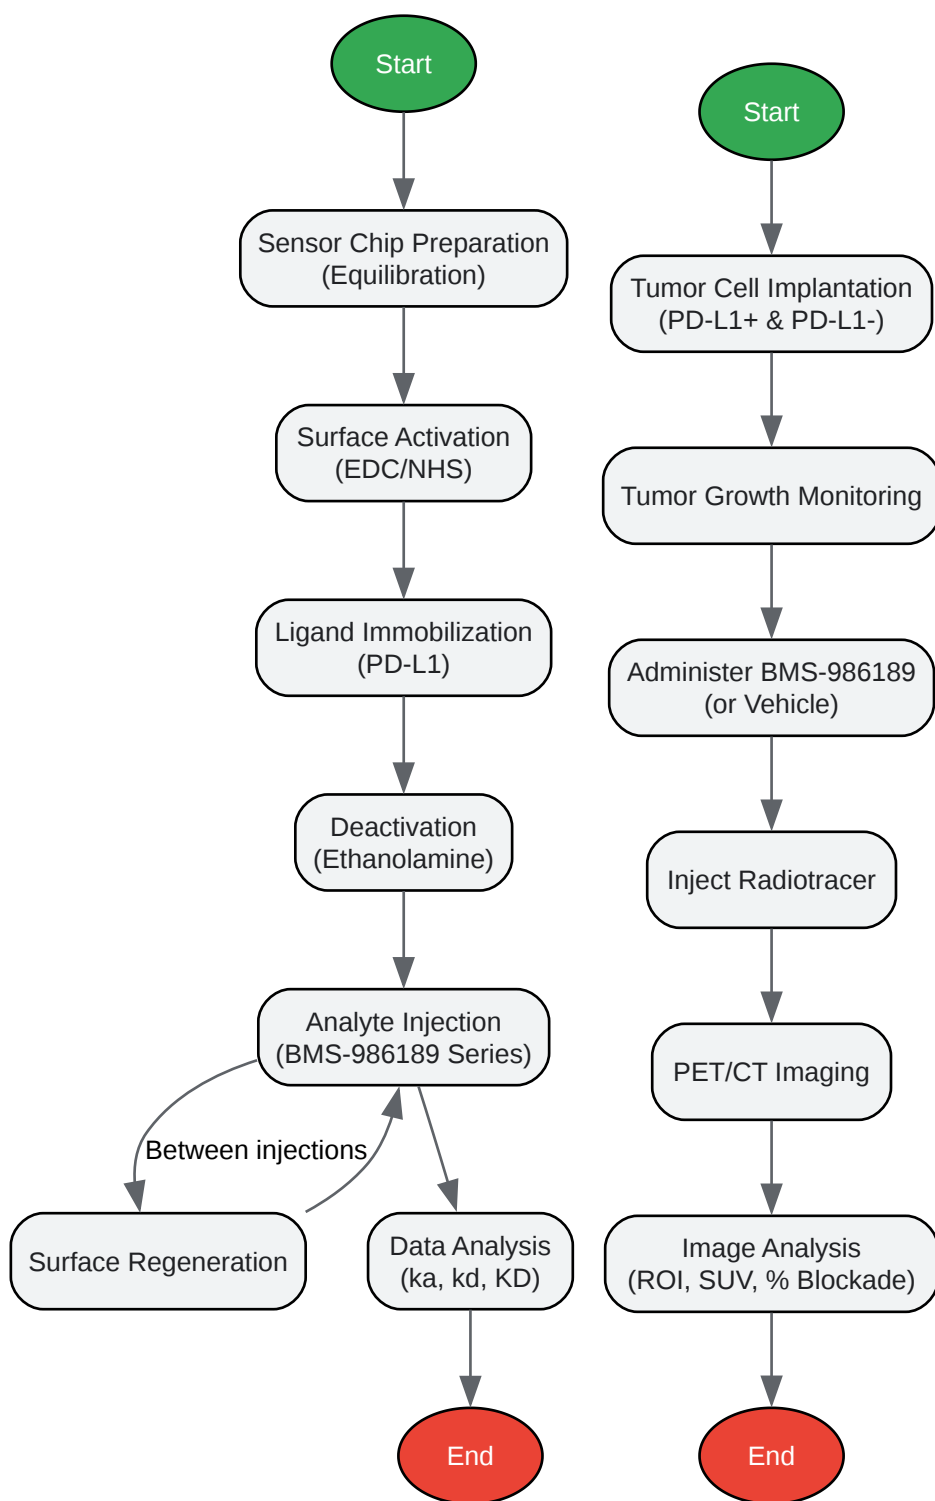 Start
Sensor Chip Preparation
(Equilibration)
Surface Activation
(EDC/NHS)
Ligand Immobilization
(PD-L1)
Deactivation
(Ethanolamine)
Analyte Injection
(BMS-986189 Series)
Between injections
Surface Regeneration
Data Analysis
(ka, kd, KD)
End
Start
Tumor Cell Implantation
(PD-L1+ & PD-L1-)
Tumor Growth Monitoring
Administer BMS-986189
(or Vehicle)
Inject Radiotracer
PET/CT Imaging
Image Analysis
(ROI, SUV, % Blockade)
End